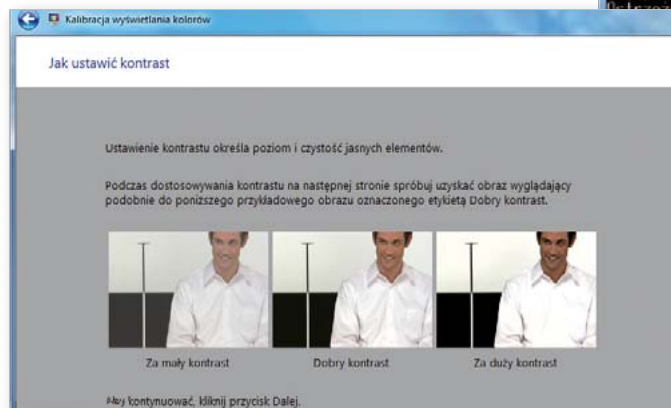 Ostrzeż
Kalibracja wyświetlania kolorów
Jak ustawić kontrast
Ustawienie kontrastu określa poziom i czystość jasnych elementów.
Podczas dostosowywania kontrastu na następnej stronie spróbuj uzyskać obraz wyglądający
podobnie do poniższego przykładowego obrazu oznaczonego etykietą Dobry kontrast.
Za mały kontrast
Dobry kontrast
Za duży kontrast
Aby kontynuować, kliknij przycisk Dalej.